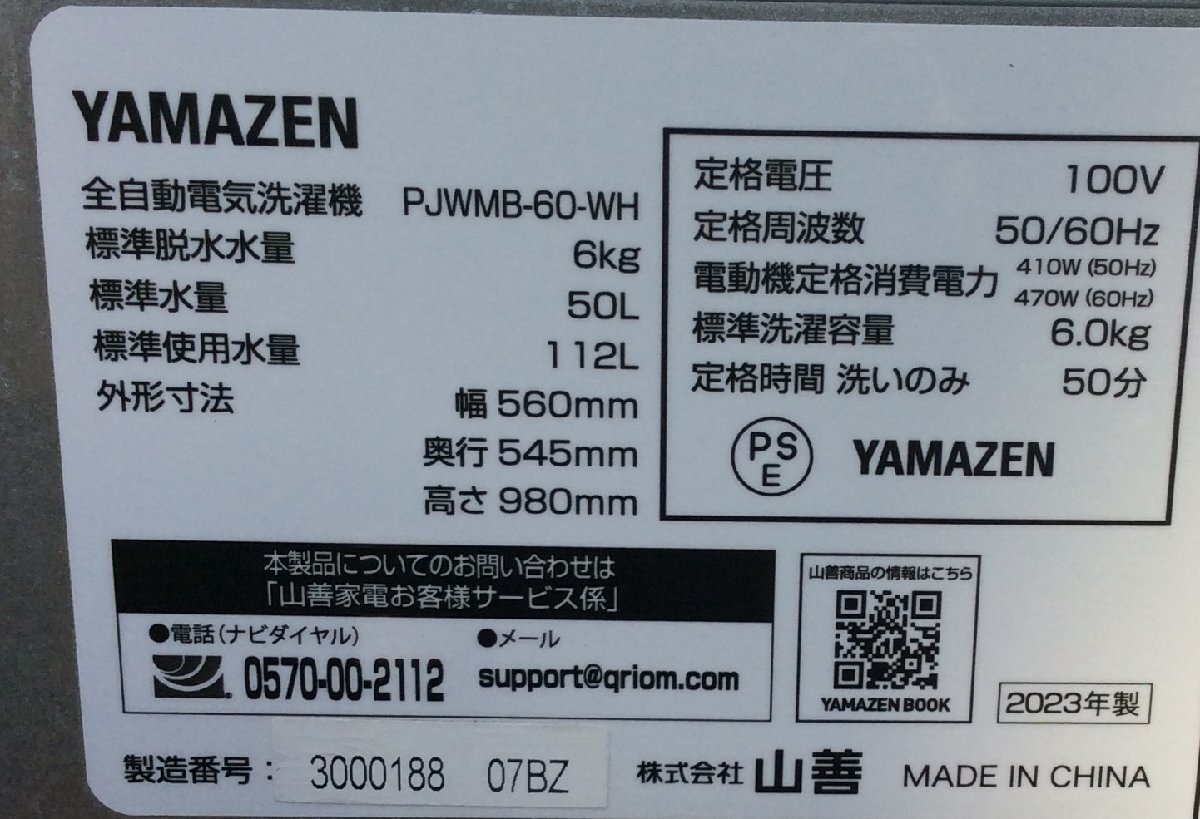 YAMAZEN
全自動電気洗濯機 PJWMB-60-WH
標準脱水水量 6kg
標準水量 50L
標準使用水量 112L
外形寸法 幅 560mm
奥行 545mm
高さ 980mm
定格電圧 100V
定格周波数 50/60Hz
電動機定格消費電力 410W (50Hz)
470W (60Hz)
標準洗濯容量 6.0kg
定格時間 洗いのみ 50分
PS
E
YAMAZEN
本製品についてのお問い合わせは
「山善家電お客様サービス係」
●電話(ナビダイヤル)
0570-00-2112
●メール
support@qriom.com
山善商品の情報はこちら
YAMAZEN BOOK
2023年製
製造番号: 3000188 07BZ
株式会社 山善 MADE IN CHINA